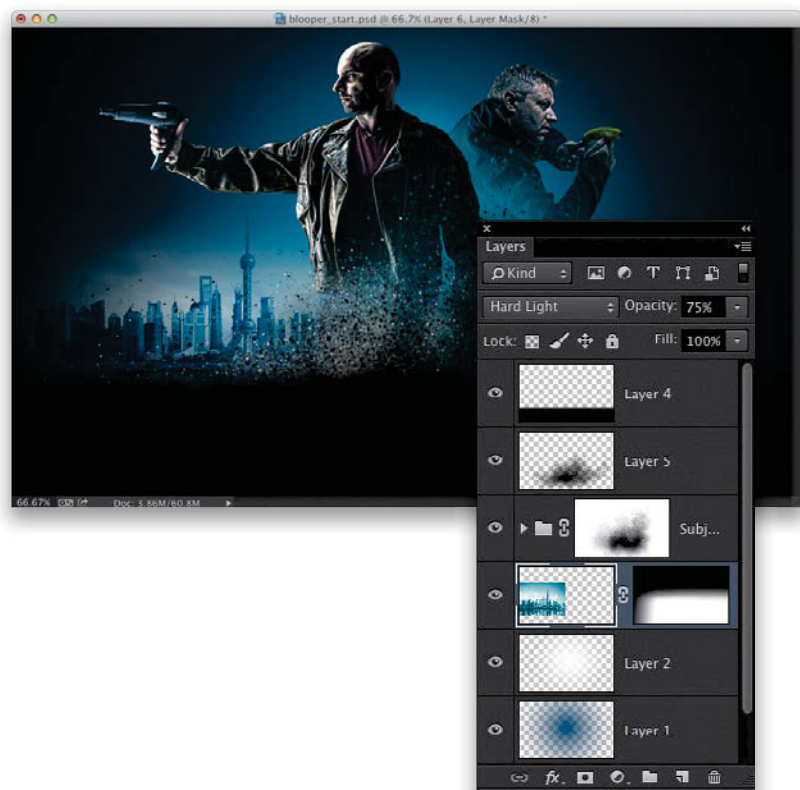 blooper_start.psd @ 66.7% (Layer 6, Layer Mask/8) *
66.67% Doc: 3.86M/60.8M
Layers
Kind
Hard Light Opacity: 75%
Lock: Fill: 100%
Layer 4
Layer 5
Subj...
Layer 2
Layer 1
fx